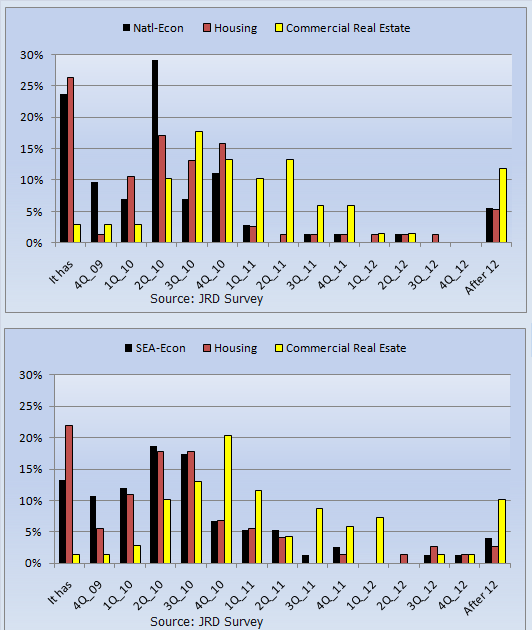 Natl-Econ Housing Commercial Real Estate
30%
25%
20%
15%
10%
5%
0%
It has 4Q_09 1Q_10 2Q_10 3Q_10 4Q_10 1Q_11 2Q_11 3Q_11 4Q_11 1Q_12 2Q_12 3Q_12 4Q_12 After 12
Source: JRD Survey
SEA-Econ Housing Commercial Real Esate
30%
25%
20%
15%
10%
5%
0%
It has 4Q_09 1Q_10 2Q_10 3Q_10 4Q_10 1Q_11 2Q_11 3Q_11 4Q_11 1Q_12 2Q_12 3Q_12 4Q_12 After 12
Source: JRD Survey